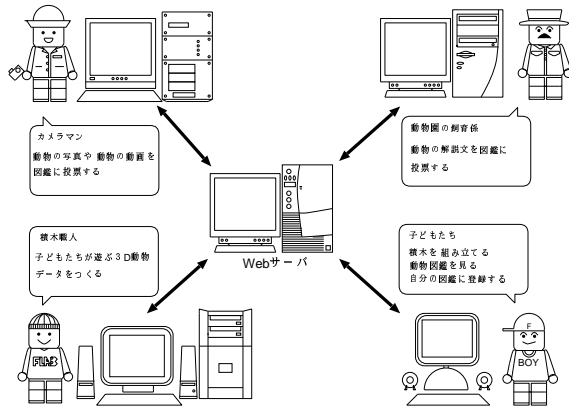 カメラマン
動物の写真や 動物の動画を
図鑑に投票する
動物園の飼育係
動物の解説文を図鑑に
投票する
Webサーバ
積木職人
子どもたちが遊ぶ3D動物
データをつくる
子どもたち
積木を組み立てる
動物図鑑を見る
自分の図鑑に登録する
F
BOY